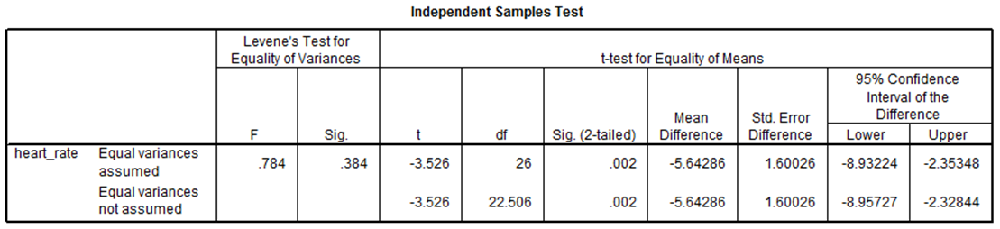 Independent Samples Test
Levene's Test for
Equality of Variances
t-test for Equality of Means
95% Confidence
Interval of the
Difference
F Sig. t df Sig. (2-tailed) Mean
Difference Std. Error
Difference Lower Upper
heart_rate Equal variances
assumed .784 .384 -3.526 26 .002 -5.64286 1.60026 -8.93224 -2.35348
Equal variances
not assumed -3.526 22.506 .002 -5.64286 1.60026 -8.95727 -2.32844